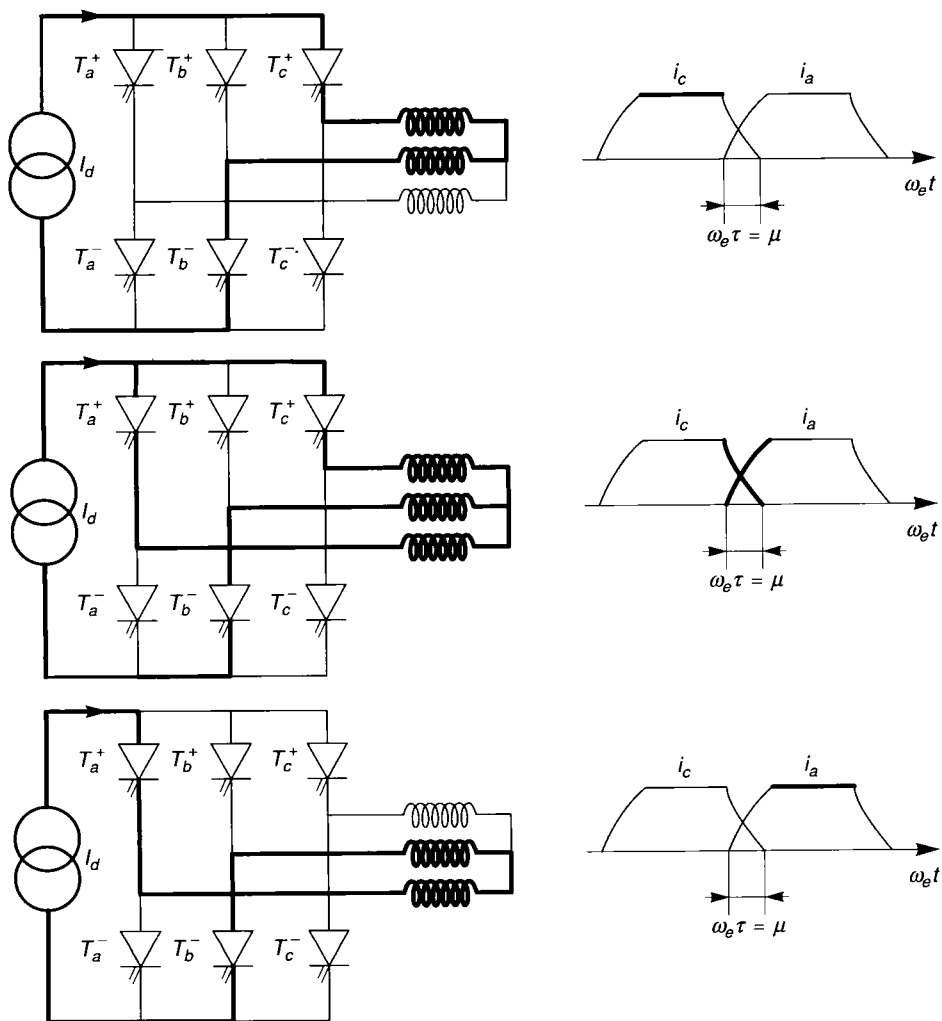 T_a^+ T_b^+ T_c^+
I_d
T_a^- T_b^- T_c^-
i_c i_a
ω_e t
ω_e τ = μ
T_a^+ T_b^+ T_c^+
I_d
T_a^- T_b^- T_c^-
i_c i_a
ω_e t
ω_e τ = μ
T_a^+ T_b^+ T_c^+
I_d
T_a^- T_b^- T_c^-
i_c i_a
ω_e t
ω_e τ = μ